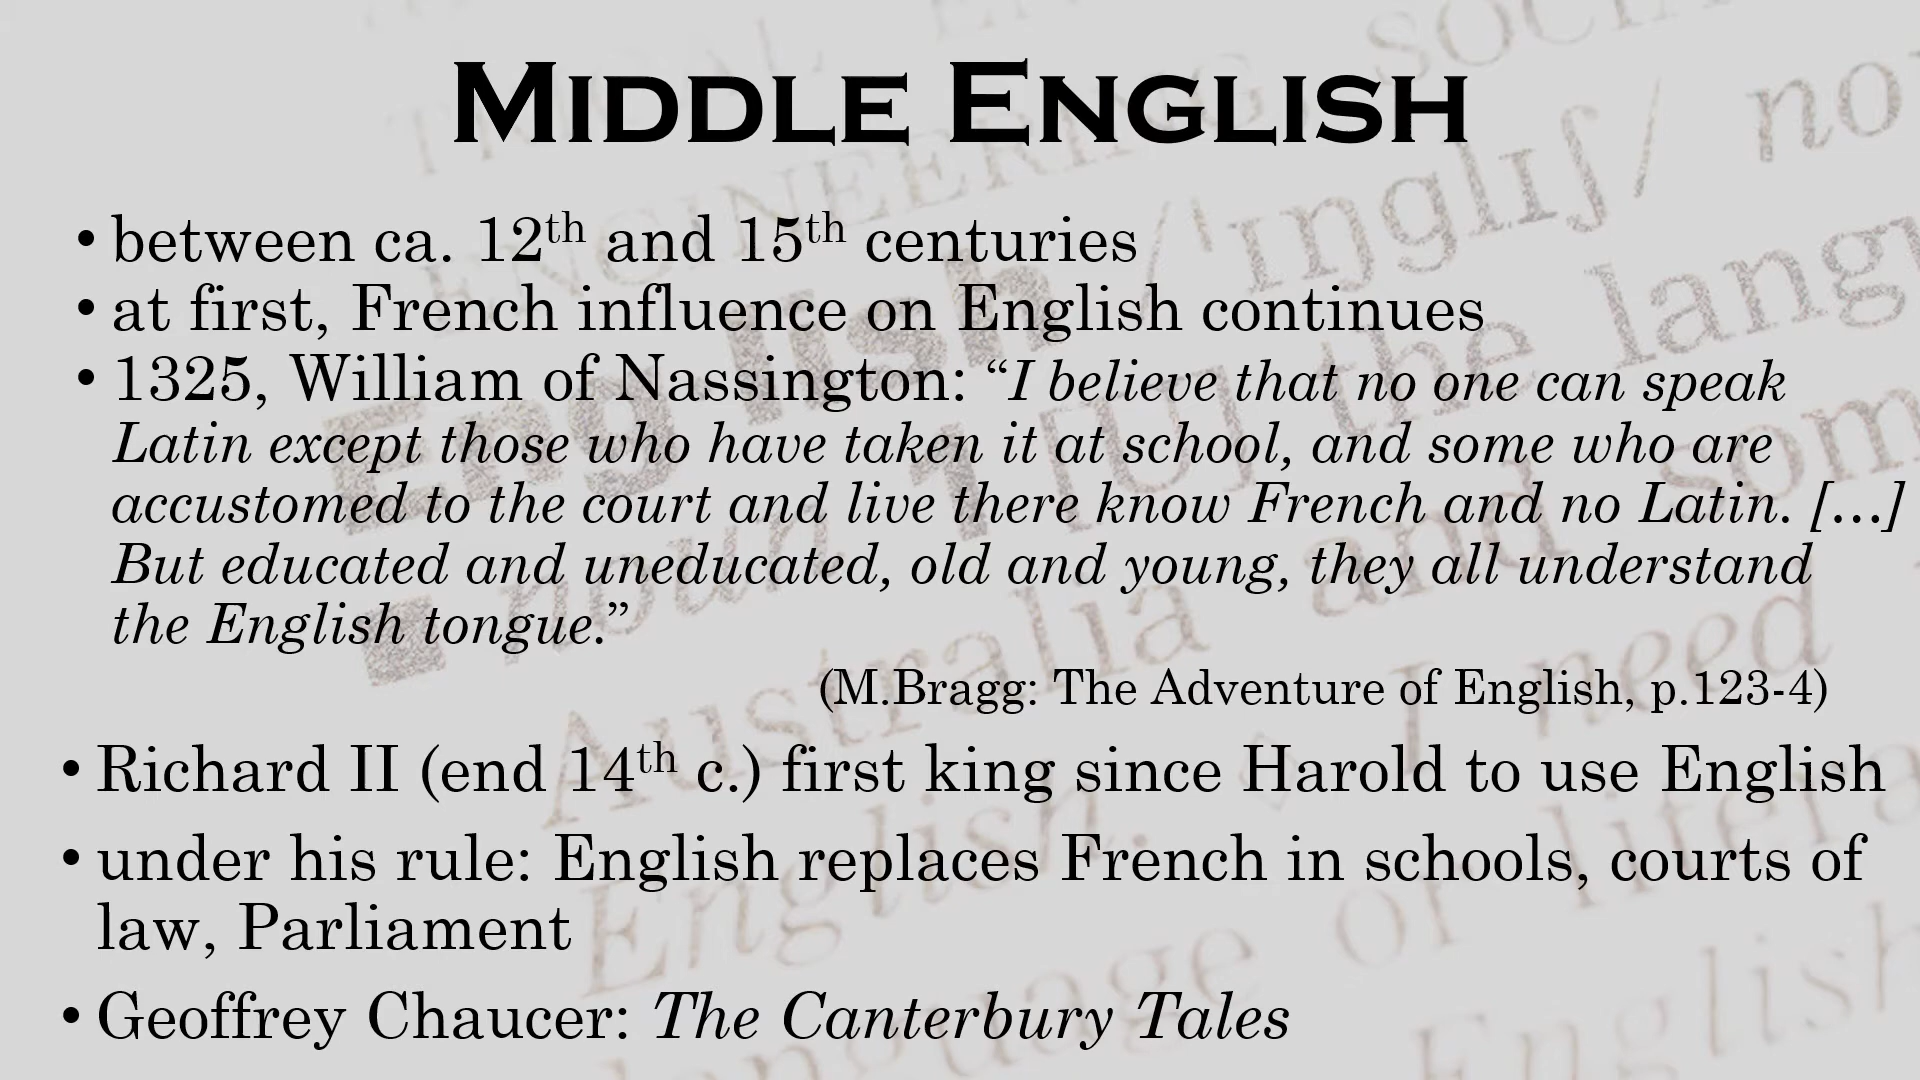 MIDDLE ENGLISH
• between ca. 12th and 15th centuries
• at first, French influence on English continues
• 1325, William of Nassington: “I believe that no one can speak
Latin except those who have taken it at school, and some who are
accustomed to the court and live there know French and no Latin. […]
But educated and uneducated, old and young, they all understand
the English tongue.”
(M.Bragg: The Adventure of English, p.123-4)
• Richard II (end 14th c.) first king since Harold to use English
• under his rule: English replaces French in schools, courts of
law, Parliament
• Geoffrey Chaucer: The Canterbury Tales